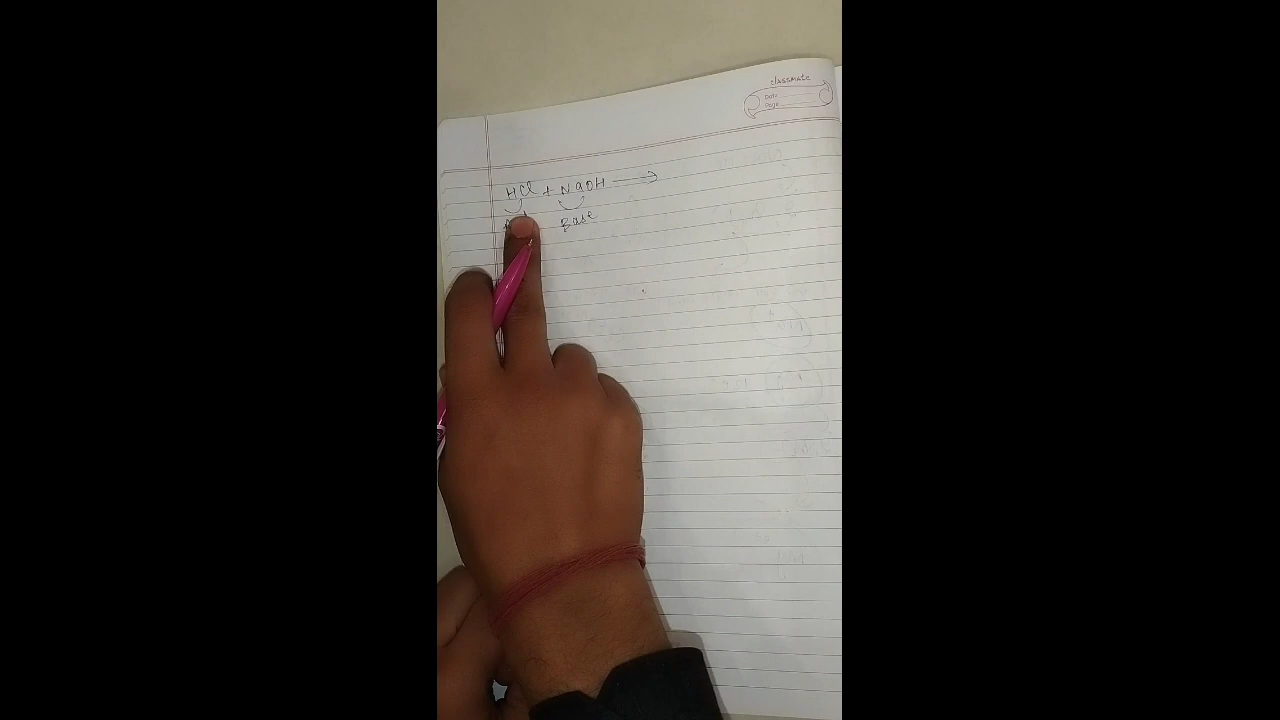 classmate
Date
Page
HCl + NaOH →
Base